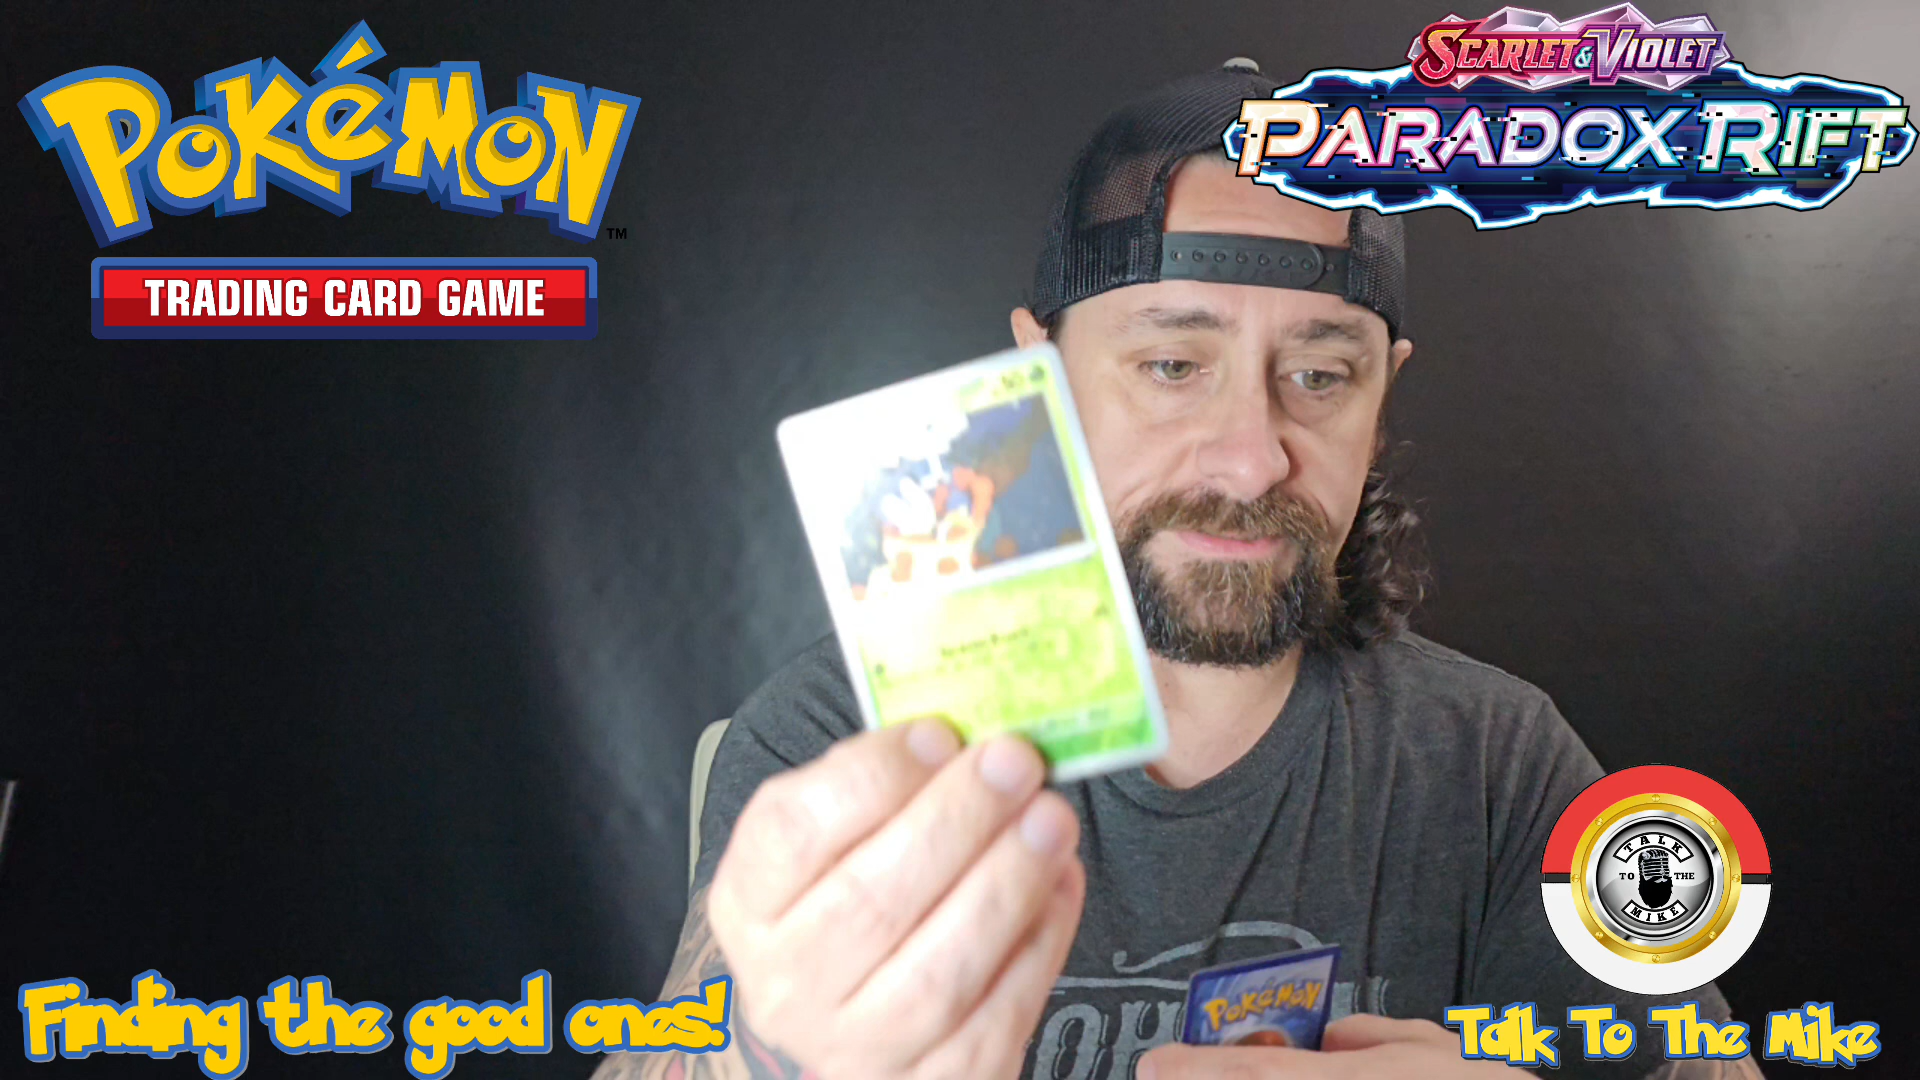 POKéMON
TM
TRADING CARD GAME
SCARLET & VIOLET
PARADOX RIFT
POKéMON
TALK
TO THE
MIKE
Finding the good ones!
Talk To The Mike